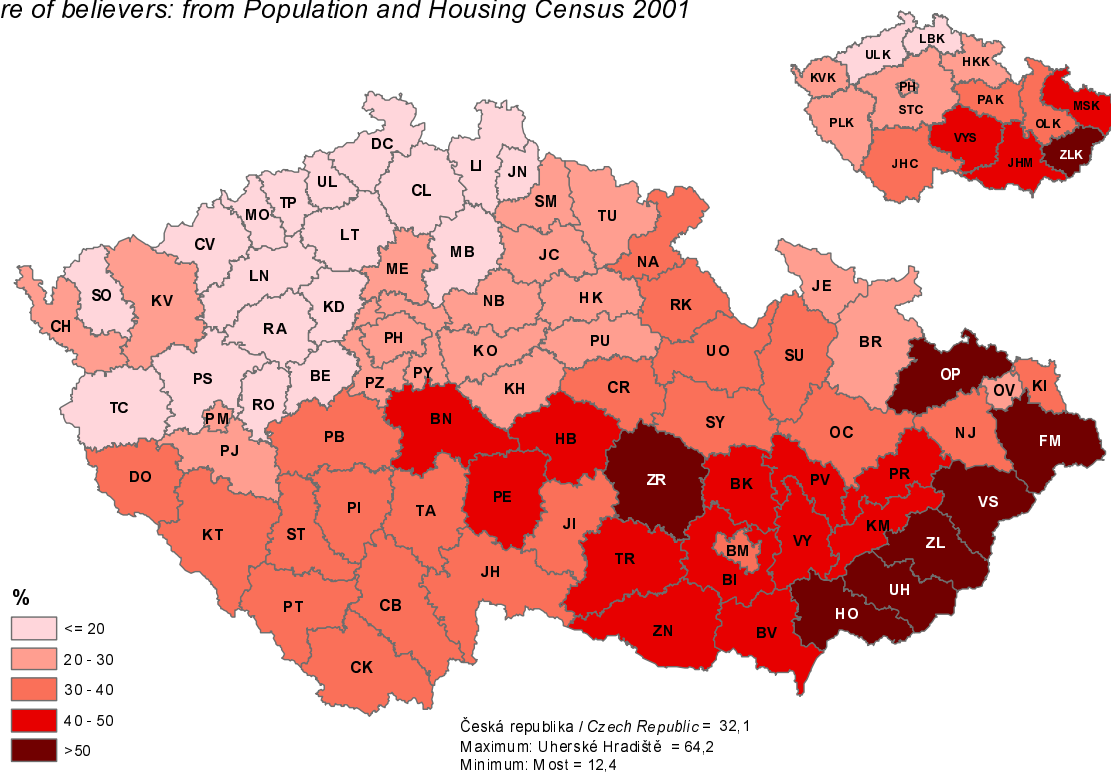 re of believers: from Population and Housing Census 2001
LBK
ULK
HKK
KVK
PH
STC
PAK
MSK
PLK
OLK
VYS
ZLK
JHC
JHM
DC
LI
JN
UL
CL
TP
SM
MO
TU
LT
CV
MB
JC
NA
ME
LN
JE
SO
KV
NB
HK
KD
RK
CH
RA
PH
PU
BR
KO
UO
SU
PS
BE
PZ
PY
OP
KI
OV
KH
CR
TC
RO
PM
BN
SY
OC
NJ
PB
HB
FM
PJ
DO
ZR
BK
PV
PR
PE
VS
PI
TA
JI
KM
KT
ST
VY
ZL
BM
TR
JH
BI
UH
PT
CB
HO
ZN
BV
CK
%
<= 20
20 - 30
30 - 40
40 - 50
>50
Česká republika / Czech Republic = 32,1
Maximum: Uherské Hradiště = 64,2
Minimum: Most = 12,4